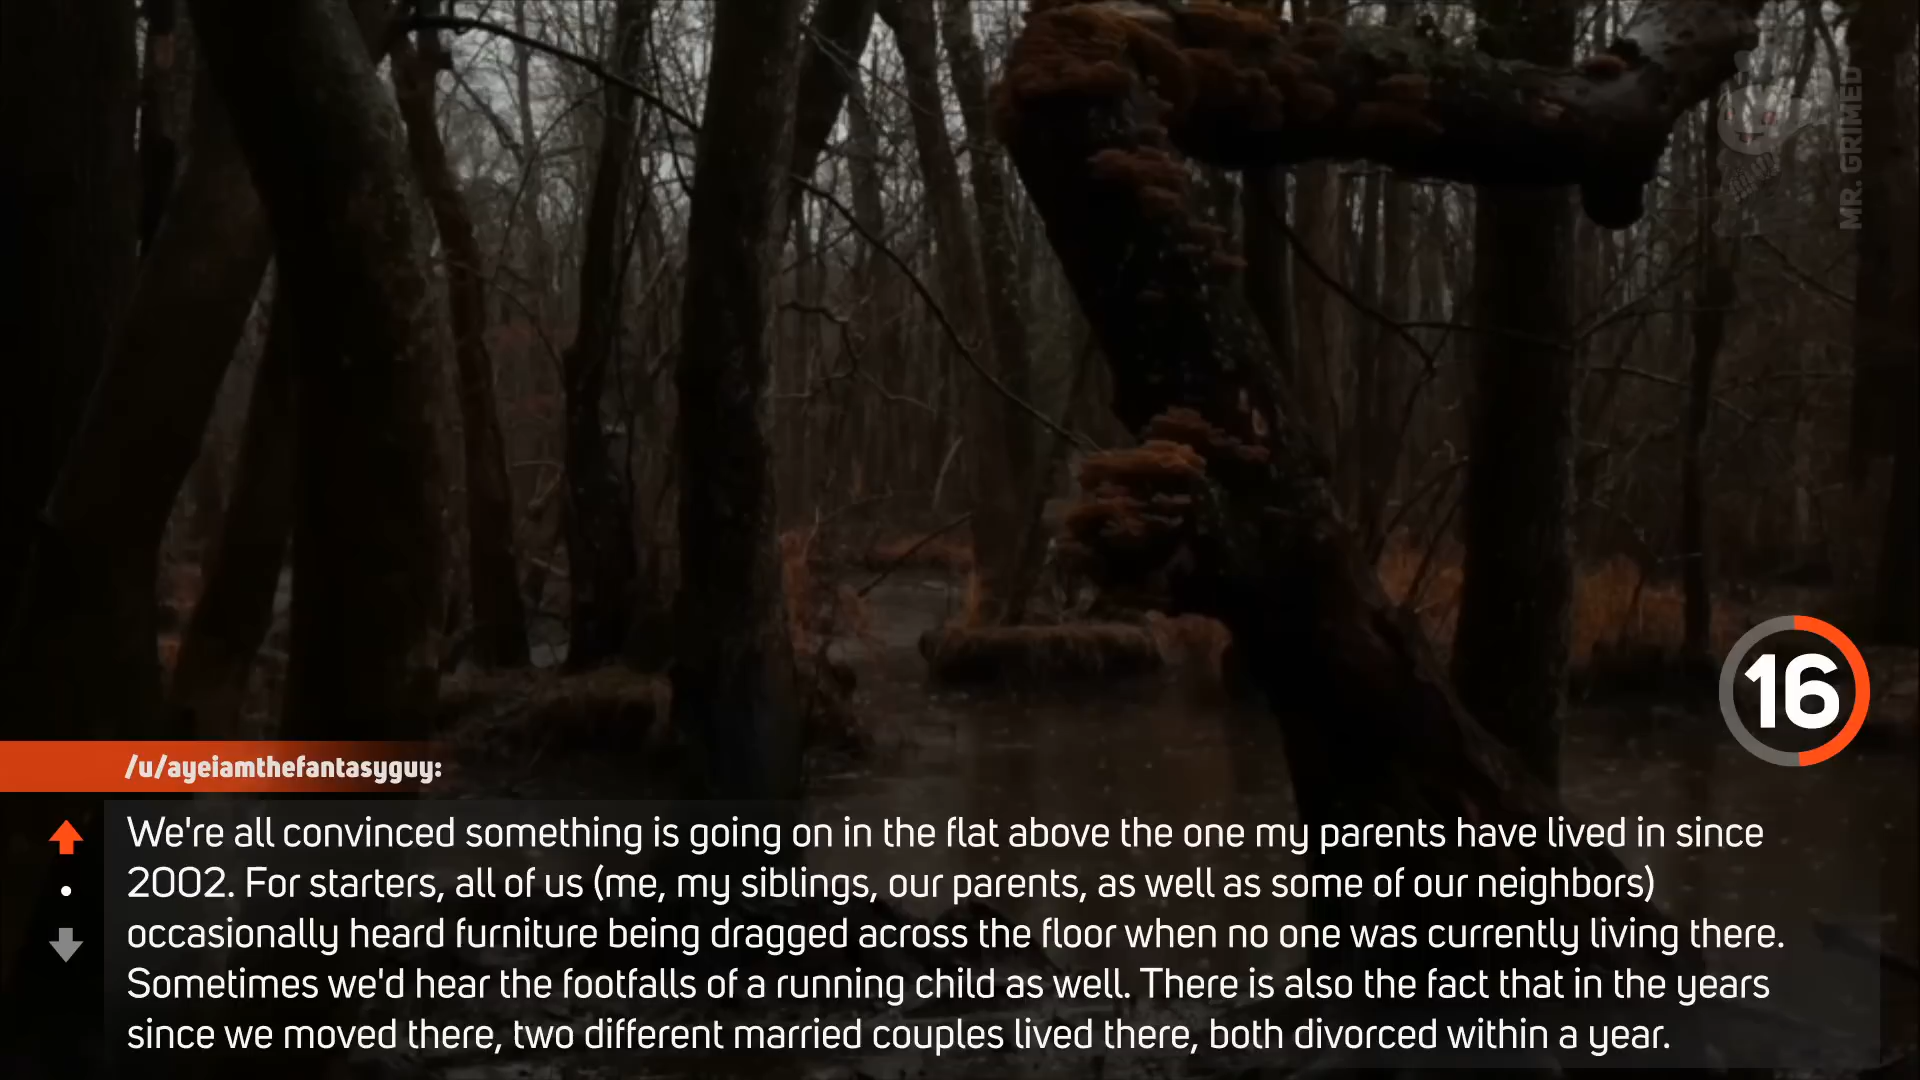 MR. GRIMED
16
/u/ayeiamthefantasyguy:
We're all convinced something is going on in the flat above the one my parents have lived in since
2002. For starters, all of us (me, my siblings, our parents, as well as some of our neighbors)
occasionally heard furniture being dragged across the floor when no one was currently living there.
Sometimes we'd hear the footfalls of a running child as well. There is also the fact that in the years
since we moved there, two different married couples lived there, both divorced within a year.